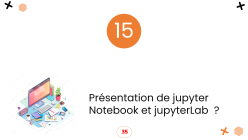 15
Présentation de jupyter
Notebook et jupyterLab ?
35